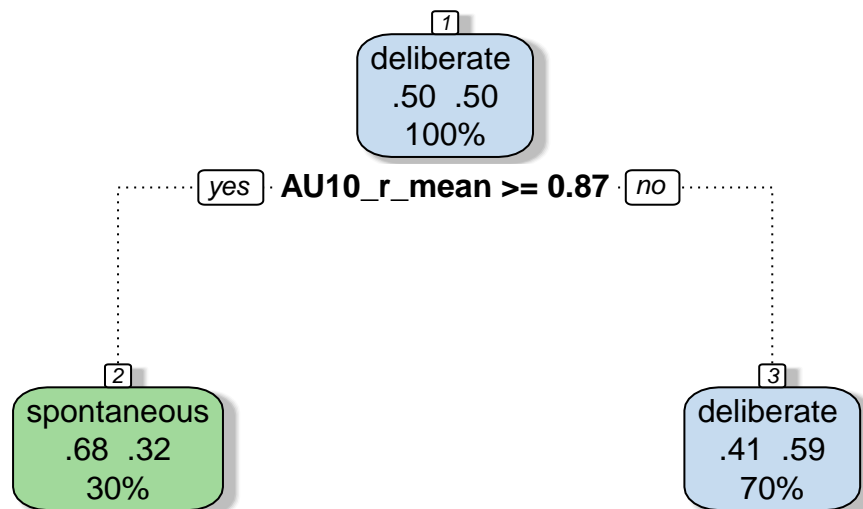 1
deliberate
.50 .50
100%
yes AU10_r_mean >= 0.87 no
2
spontaneous
.68 .32
30%
3
deliberate
.41 .59
70%